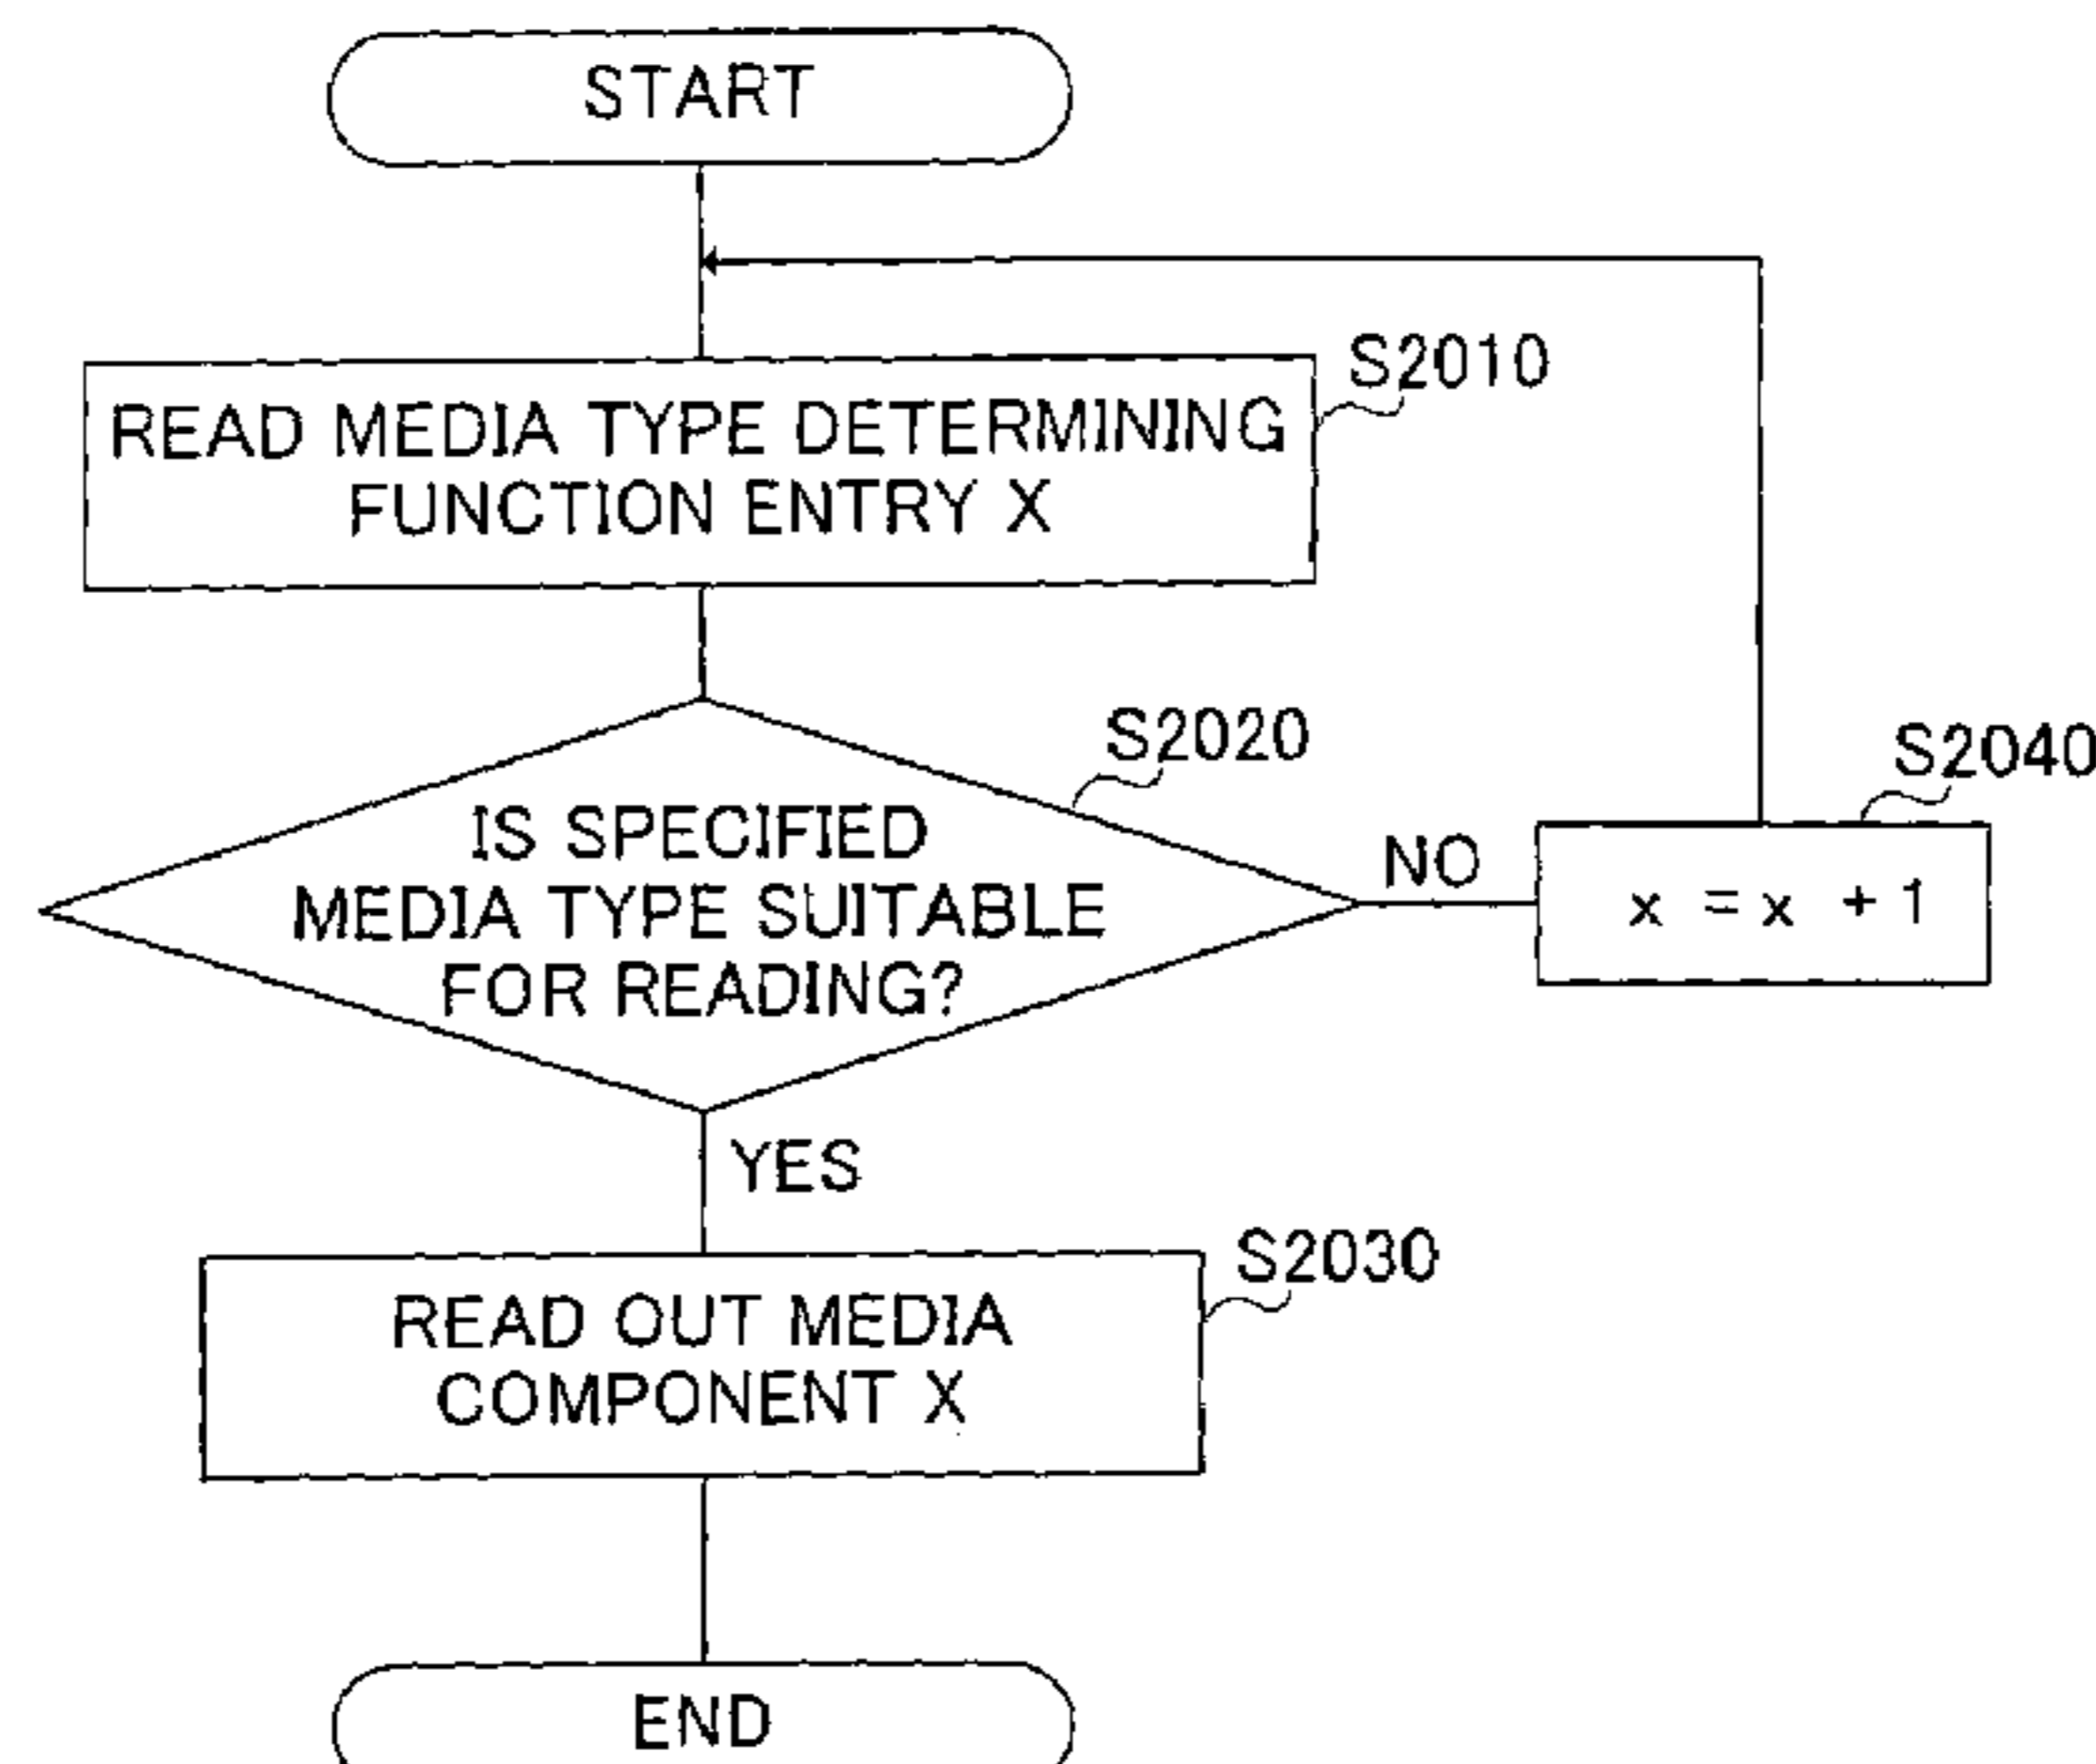 START
S2010
READ MEDIA TYPE DETERMINING
FUNCTION ENTRY X
S2020
S2040
IS SPECIFIED
MEDIA TYPE SUITABLE
FOR READING?
NO
x = x + 1
YES
S2030
READ OUT MEDIA
COMPONENT X
END